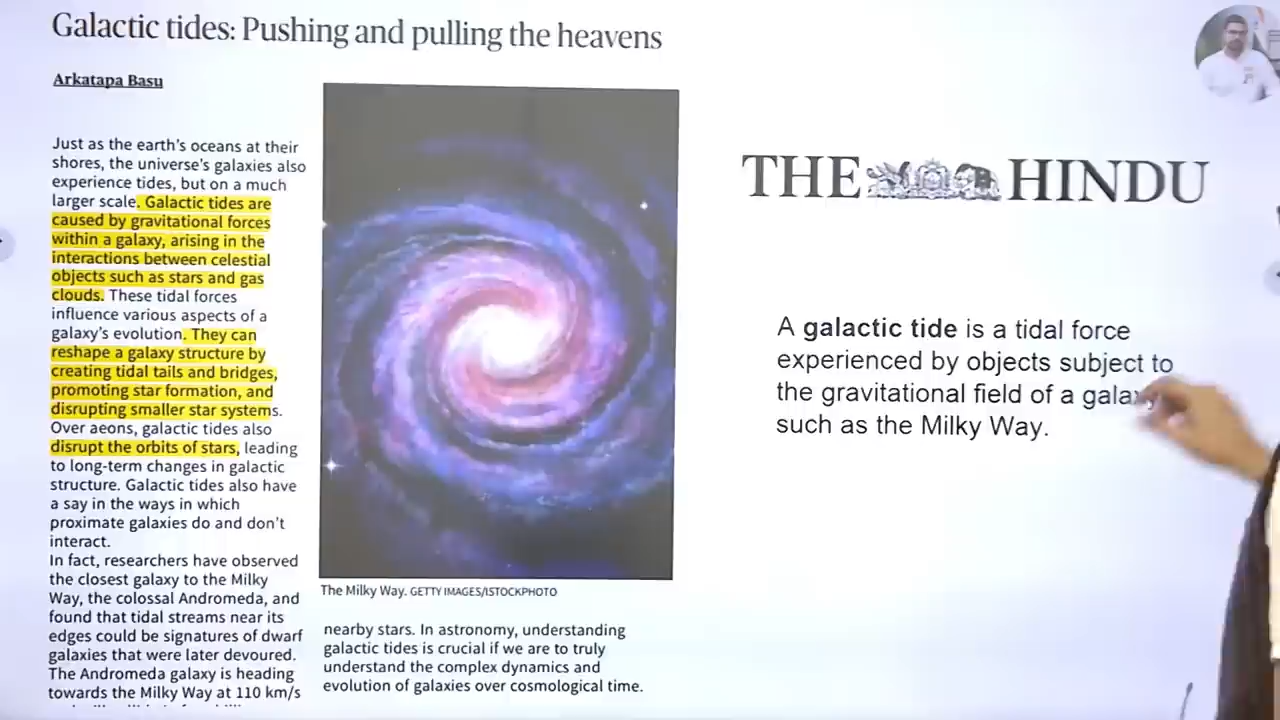 Galactic tides: Pushing and pulling the heavens
Arkatapa Basu
Just as the earth's oceans at their
shores, the universe's galaxies also
experience tides, but on a much
larger scale. Galactic tides are
caused by gravitational forces
within a galaxy, arising in the
interactions between celestial
objects such as stars and gas
clouds. These tidal forces
influence various aspects of a
galaxy's evolution. They can
reshape a galaxy structure by
creating tidal tails and bridges,
promoting star formation, and
disrupting smaller star systems.
Over aeons, galactic tides also
disrupt the orbits of stars, leading
to long-term changes in galactic
structure. Galactic tides also have
a say in the ways in which
proximate galaxies do and don't
interact.
In fact, researchers have observed
the closest galaxy to the Milky
Way, the colossal Andromeda, and
found that tidal streams near its
edges could be signatures of dwarf
galaxies that were later devoured.
The Andromeda galaxy is heading
towards the Milky Way at 110 km/s
The Milky Way. GETTY IMAGES/ISTOCKPHOTO
nearby stars. In astronomy, understanding
galactic tides is crucial if we are to truly
understand the complex dynamics and
evolution of galaxies over cosmological time.
THE HINDU
A galactic tide is a tidal force
experienced by objects subject to
the gravitational field of a galaxy
such as the Milky Way.